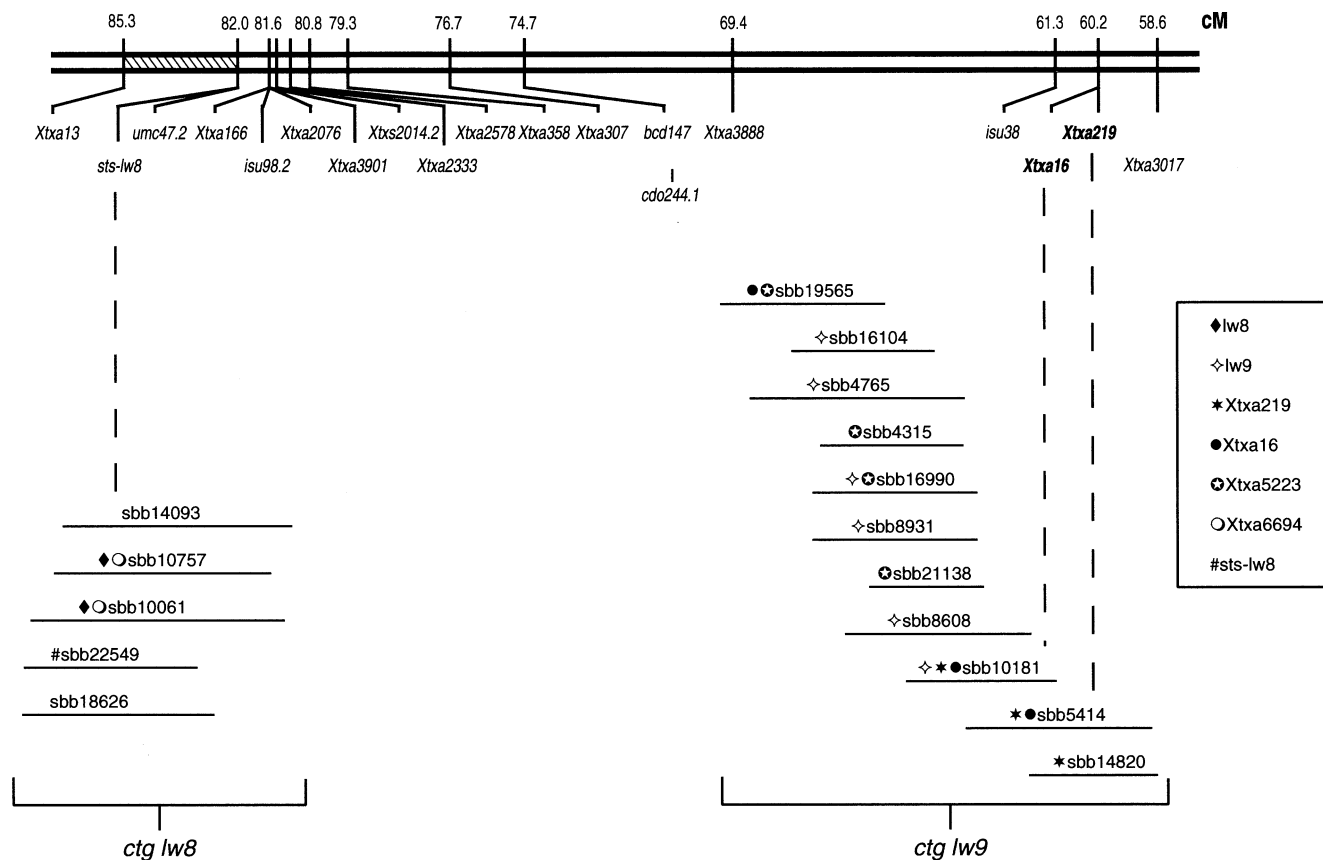 85.3 82.0 81.6 80.8 79.3 76.7 74.7 69.4 61.3 60.2 58.6 cM
Xtxa13 umc47.2 Xtxa166 Xtxa2076 Xtxs2014.2 Xtxa2578 Xtxa358 Xtxa307 bcd147 Xtxa3888 isu38 Xtxa219
sts-lw8 isu98.2 Xtxa3901 Xtxa2333 Xtxa16 Xtxa3017
cdo244.1
●✪sbb19565
✧sbb16104
✧sbb4765
✪sbb4315
✧✪sbb16990
✧sbb8931
✪sbb21138
✧sbb8608
✧✶●sbb10181
✶●sbb5414
✶sbb14820
sbb14093
♦❍sbb10757
♦❍sbb10061
#sbb22549
sbb18626
♦lw8
✧lw9
✶Xtxa219
●Xtxa16
✪Xtxa5223
❍Xtxa6694
#sts-lw8
ctg lw8
ctg lw9